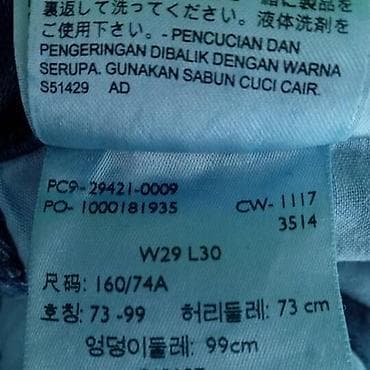 裏返して洗ってください。液体洗剤を
ご使用下さい。- PENCUCIAN DAN
PENGERINGAN DIBALIK DENGAN WARNA
SERUPA. GUNAKAN SABUN CUCI CAIR.
S51429 AD
PC9- 29421-0009
PO- 1000181935 CW- 1117
3514
W29 L30
尺码: 160/74A
호칭: 73 -99 허리둘레: 73 cm
엉덩이둘레: 99cm